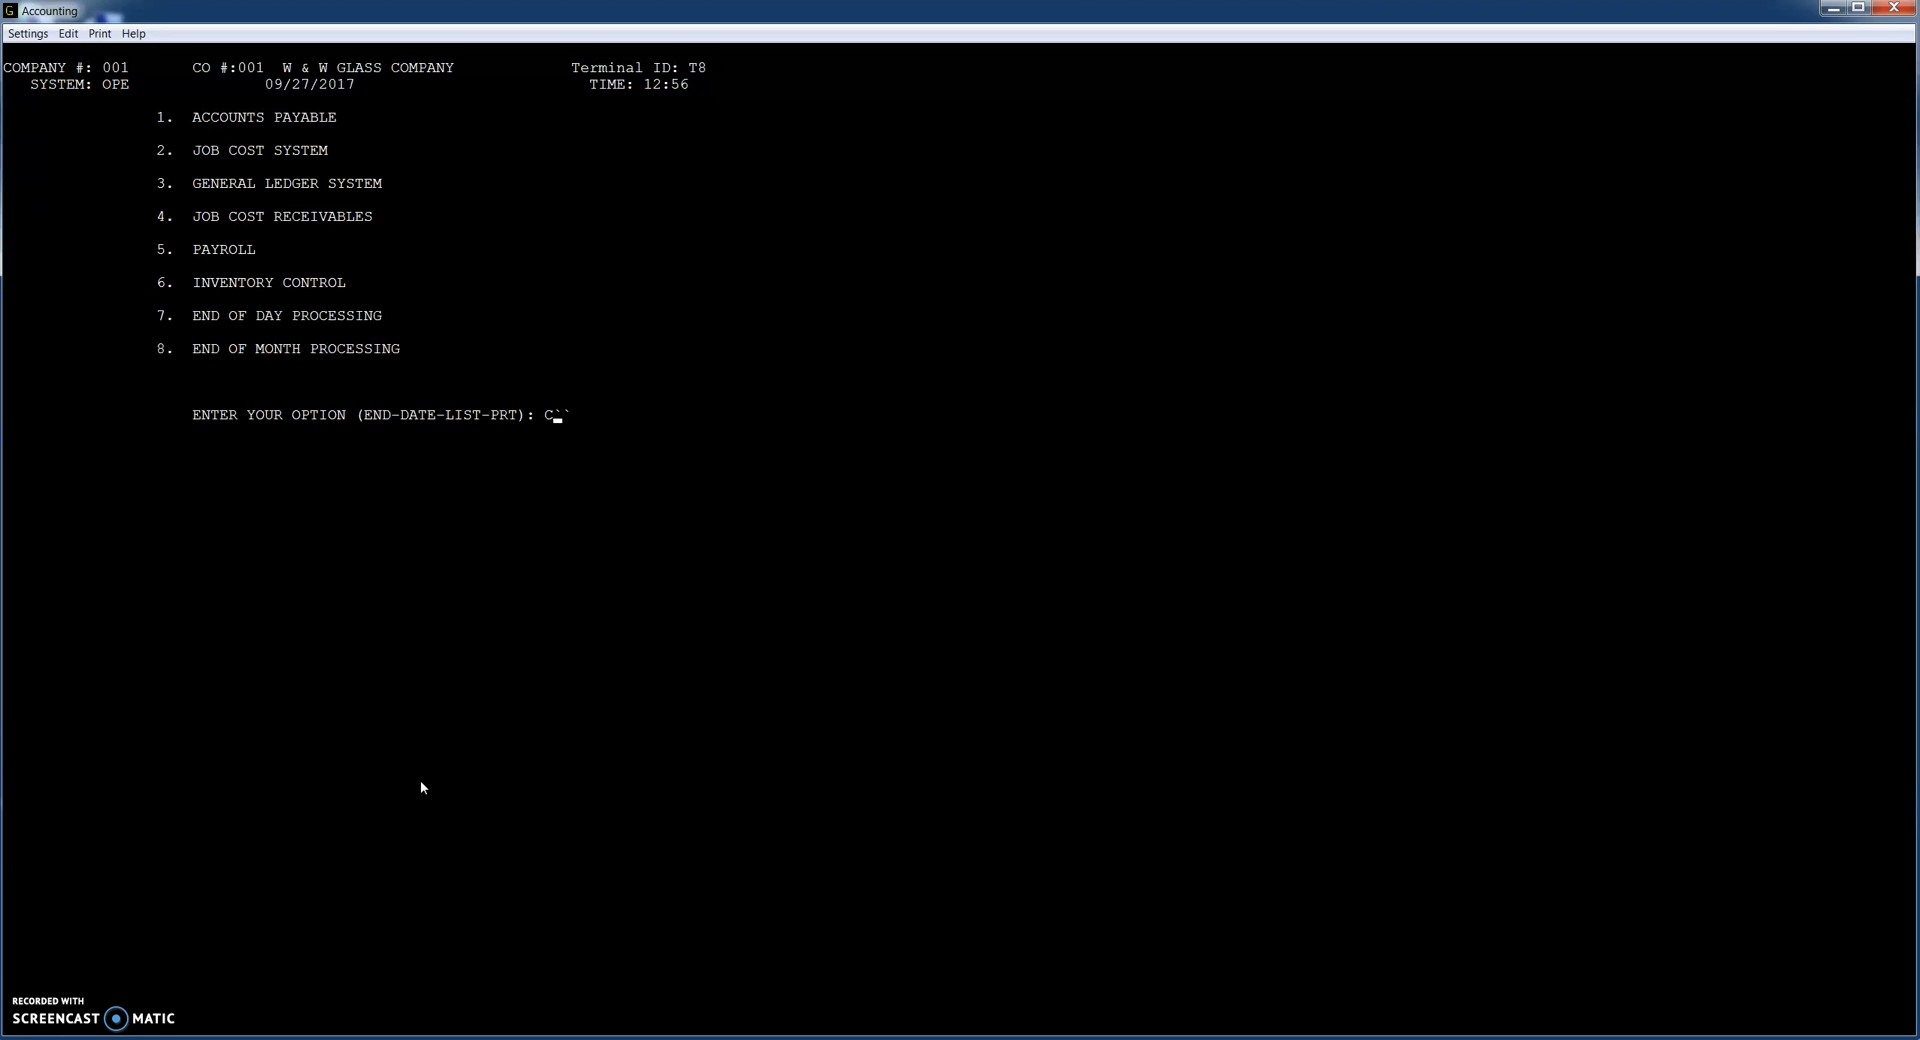 Accounting
Settings Edit Print Help
COMPANY #: 001 CO #:001 W & W GLASS COMPANY Terminal ID: T8
SYSTEM: OPE 09/27/2017 TIME: 12:56
1. ACCOUNTS PAYABLE
2. JOB COST SYSTEM
3. GENERAL LEDGER SYSTEM
4. JOB COST RECEIVABLES
5. PAYROLL
6. INVENTORY CONTROL
7. END OF DAY PROCESSING
8. END OF MONTH PROCESSING
ENTER YOUR OPTION (END-DATE-LIST-PRT): C``
RECORDED WITH
SCREENCAST MATIC